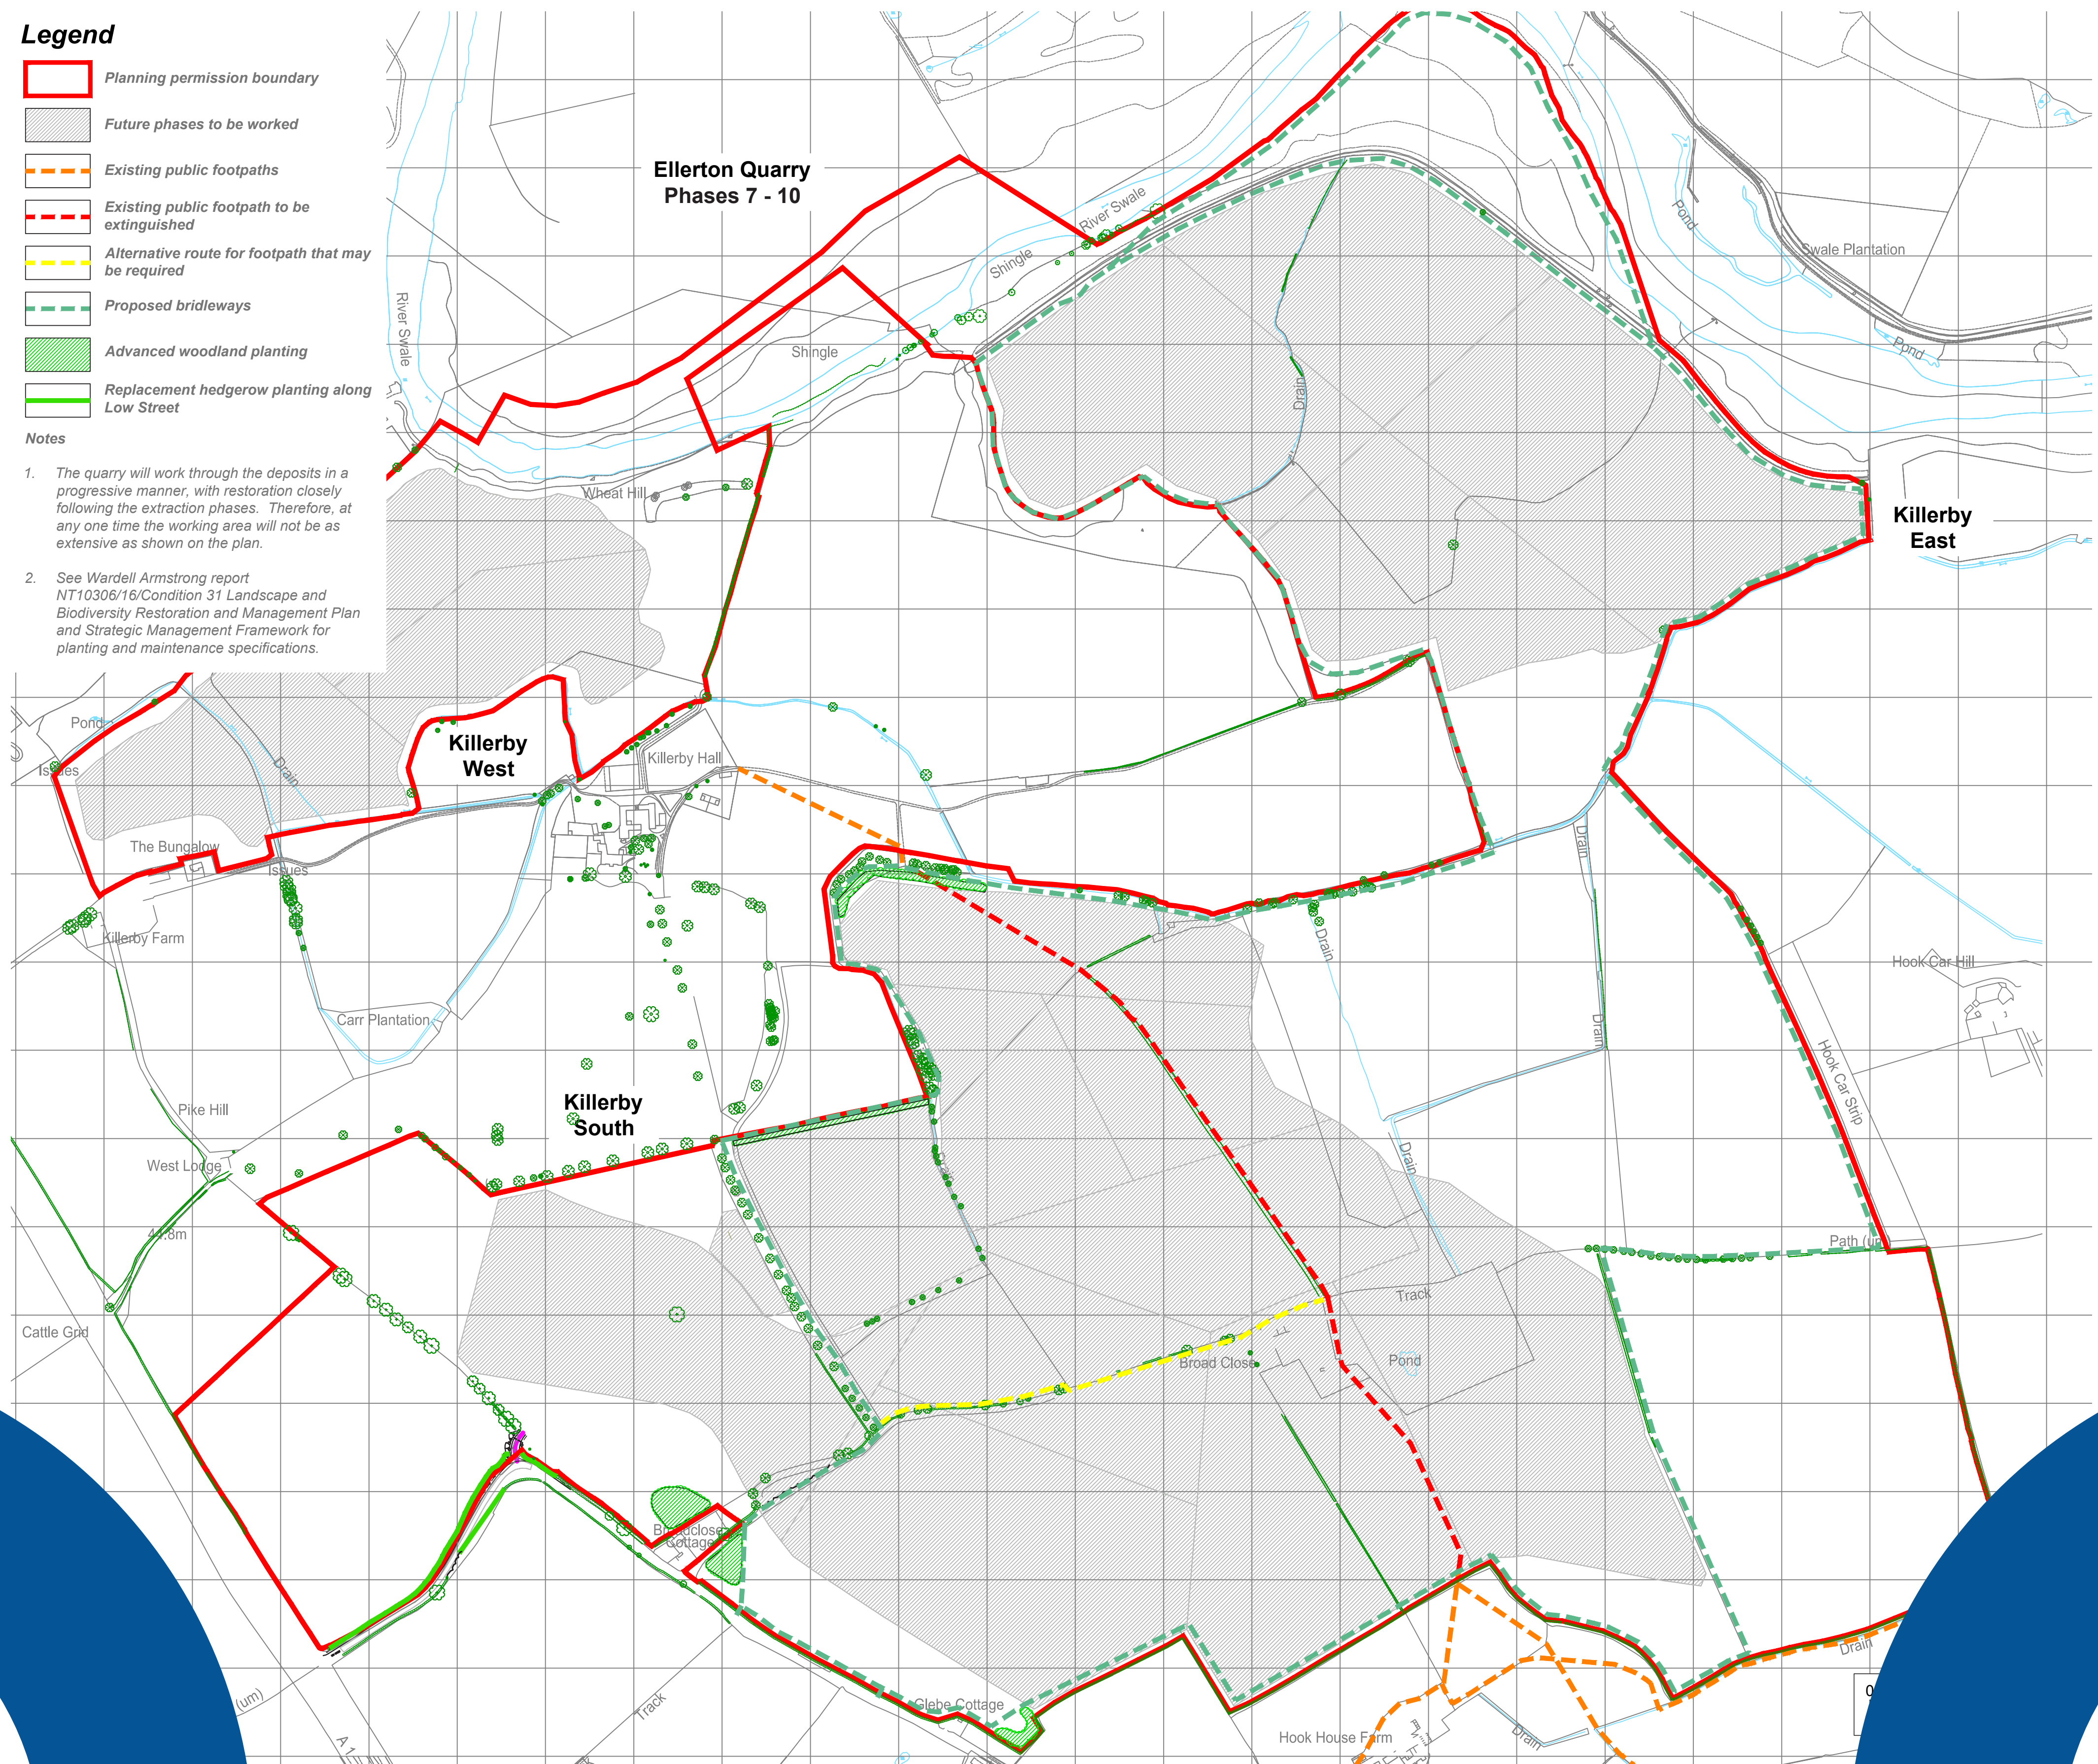 Legend
Planning permission boundary
Future phases to be worked
Existing public footpaths
Existing public footpath to be
extinguished
Alternative route for footpath that may
be required
Proposed bridleways
Advanced woodland planting
Replacement hedgerow planting along
Low Street
Notes
1. The quarry will work through the deposits in a
progressive manner, with restoration closely
following the extraction phases. Therefore, at
any one time the working area will not be as
extensive as shown on the plan.
2. See Wardell Armstrong report
NT10306/16/Condition 31 Landscape and
Biodiversity Restoration and Management Plan
and Strategic Management Framework for
planting and maintenance specifications.
Ellerton Quarry
Phases 7 - 10
River Swale
Shingle
River Swale
Shingle
Pond
Swale Plantation
Pond
Drain
Wheat Hill
Killerby
East
Pond
Issues
Drain
Killerby
West
Killerby Hall
The Bungalow
Issues
Killerby Farm
Carr Plantation
Drain
Drain
Drain
Hook Car Hill
Hook Car Strip
Pike Hill
West Lodge
Killerby
South
Drain
Drain
44.8m
Cattle Grid
Path (um)
Track
Broad Close
Pond
Broadclose
Cottage
Glebe Cottage
Track
(um)
A 1
Hook House Farm
Drain
Drain
0